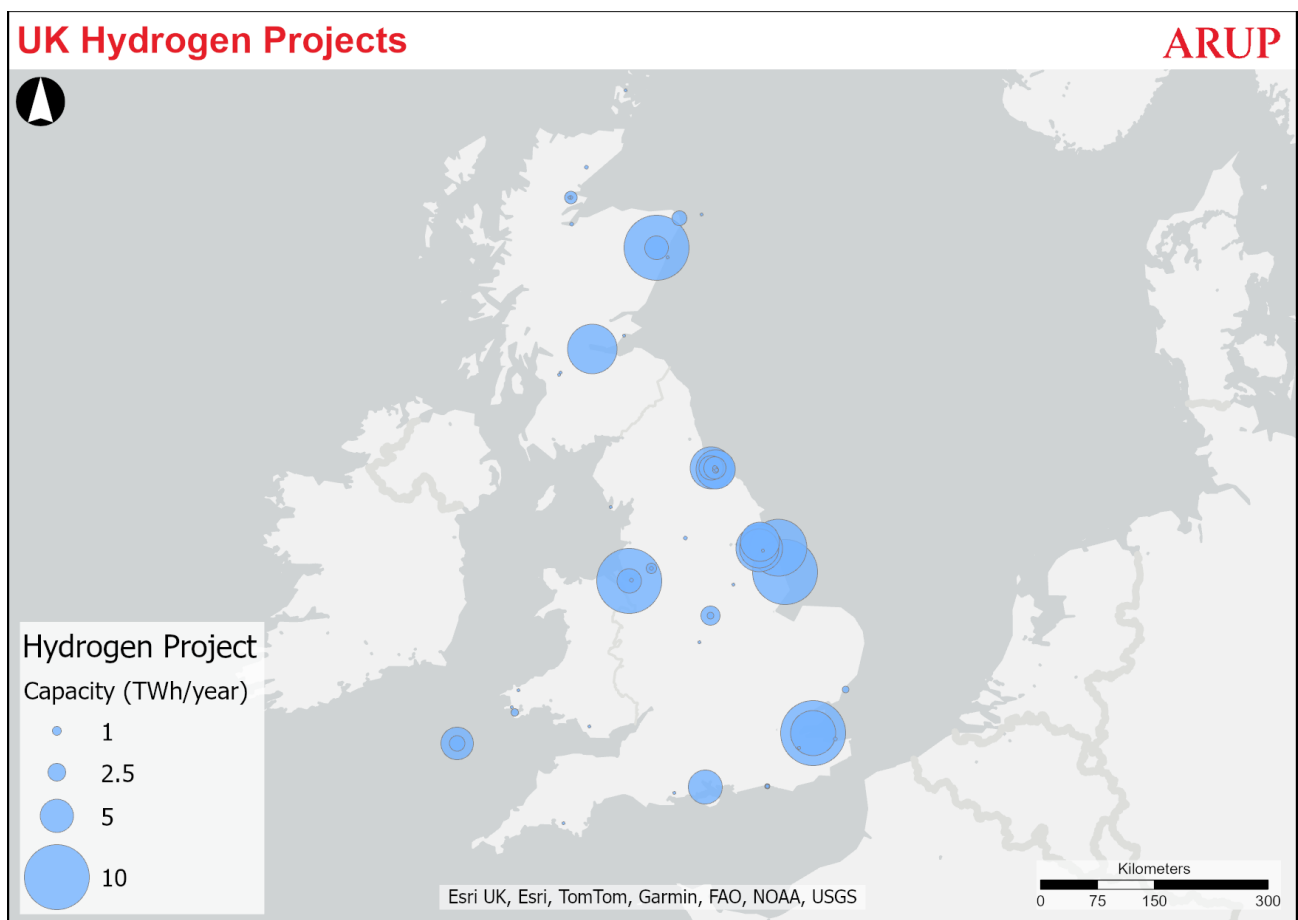 UK Hydrogen Projects
ARUP
Hydrogen Project
Capacity (TWh/year)
1
2.5
5
10
Esri UK, Esri, TomTom, Garmin, FAO, NOAA, USGS
Kilometers
0 75 150 300